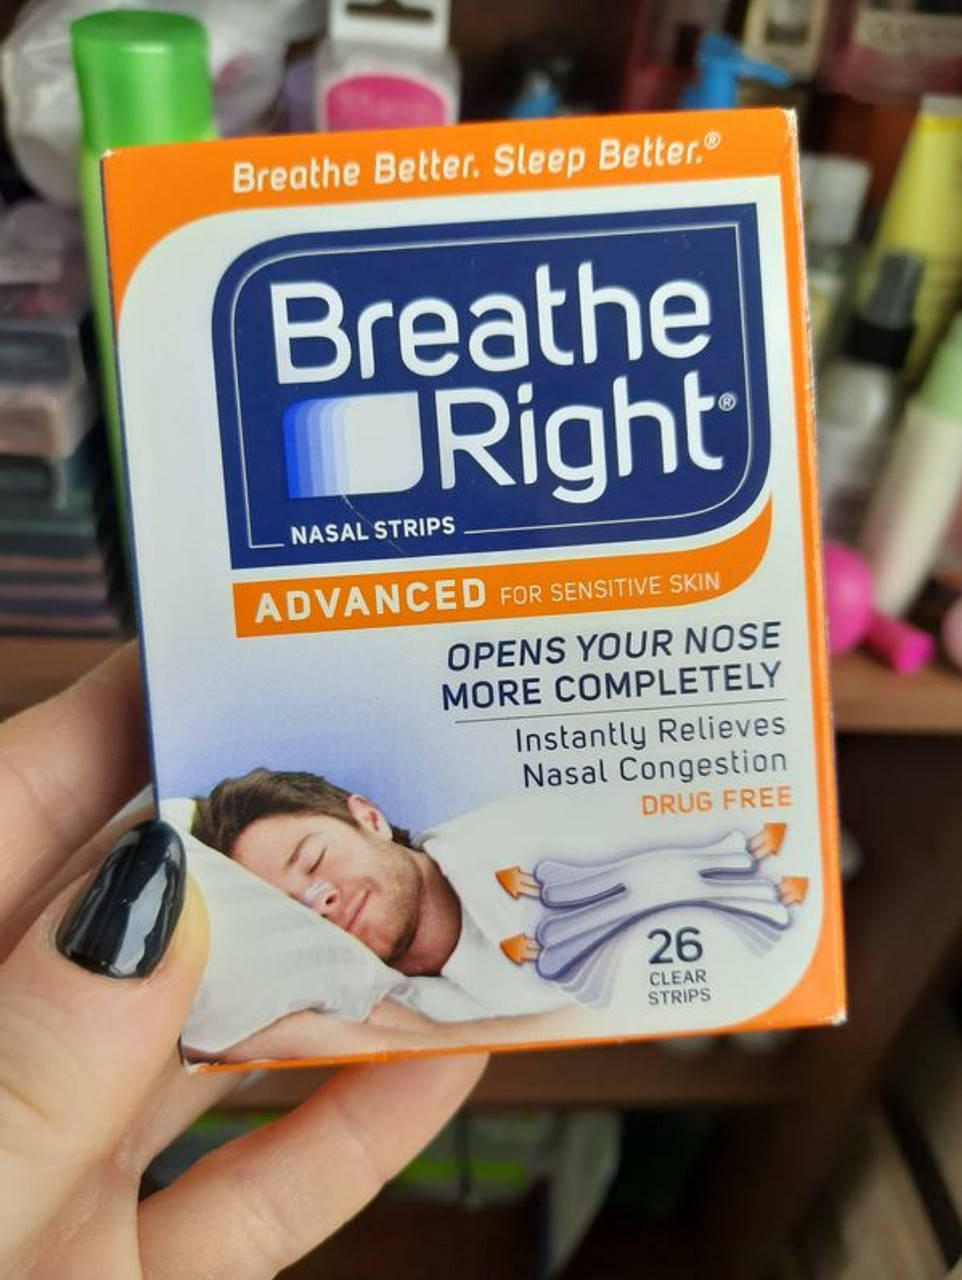 Breathe Better. Sleep Better.®
Breathe
Right®
NASAL STRIPS
ADVANCED FOR SENSITIVE SKIN
OPENS YOUR NOSE
MORE COMPLETELY
Instantly Relieves
Nasal Congestion
DRUG FREE
26
CLEAR
STRIPS